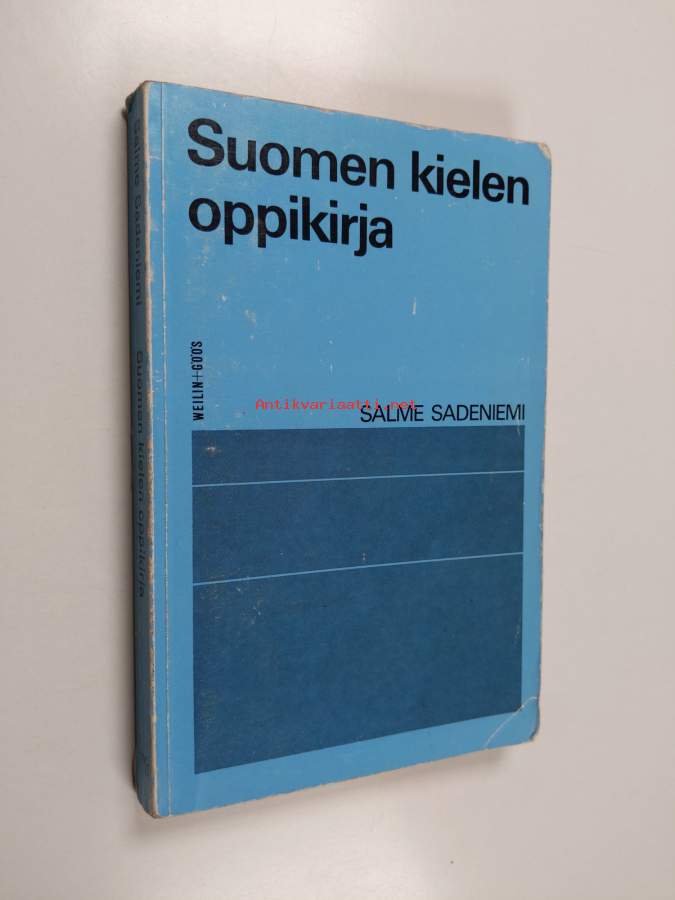 Suomen kielen
oppikirja
WEILIN+GÖÖS
Antikvariaatti.net
SALME SADENIEMI
Salme Sadeniemi Suomen kielen oppikirja